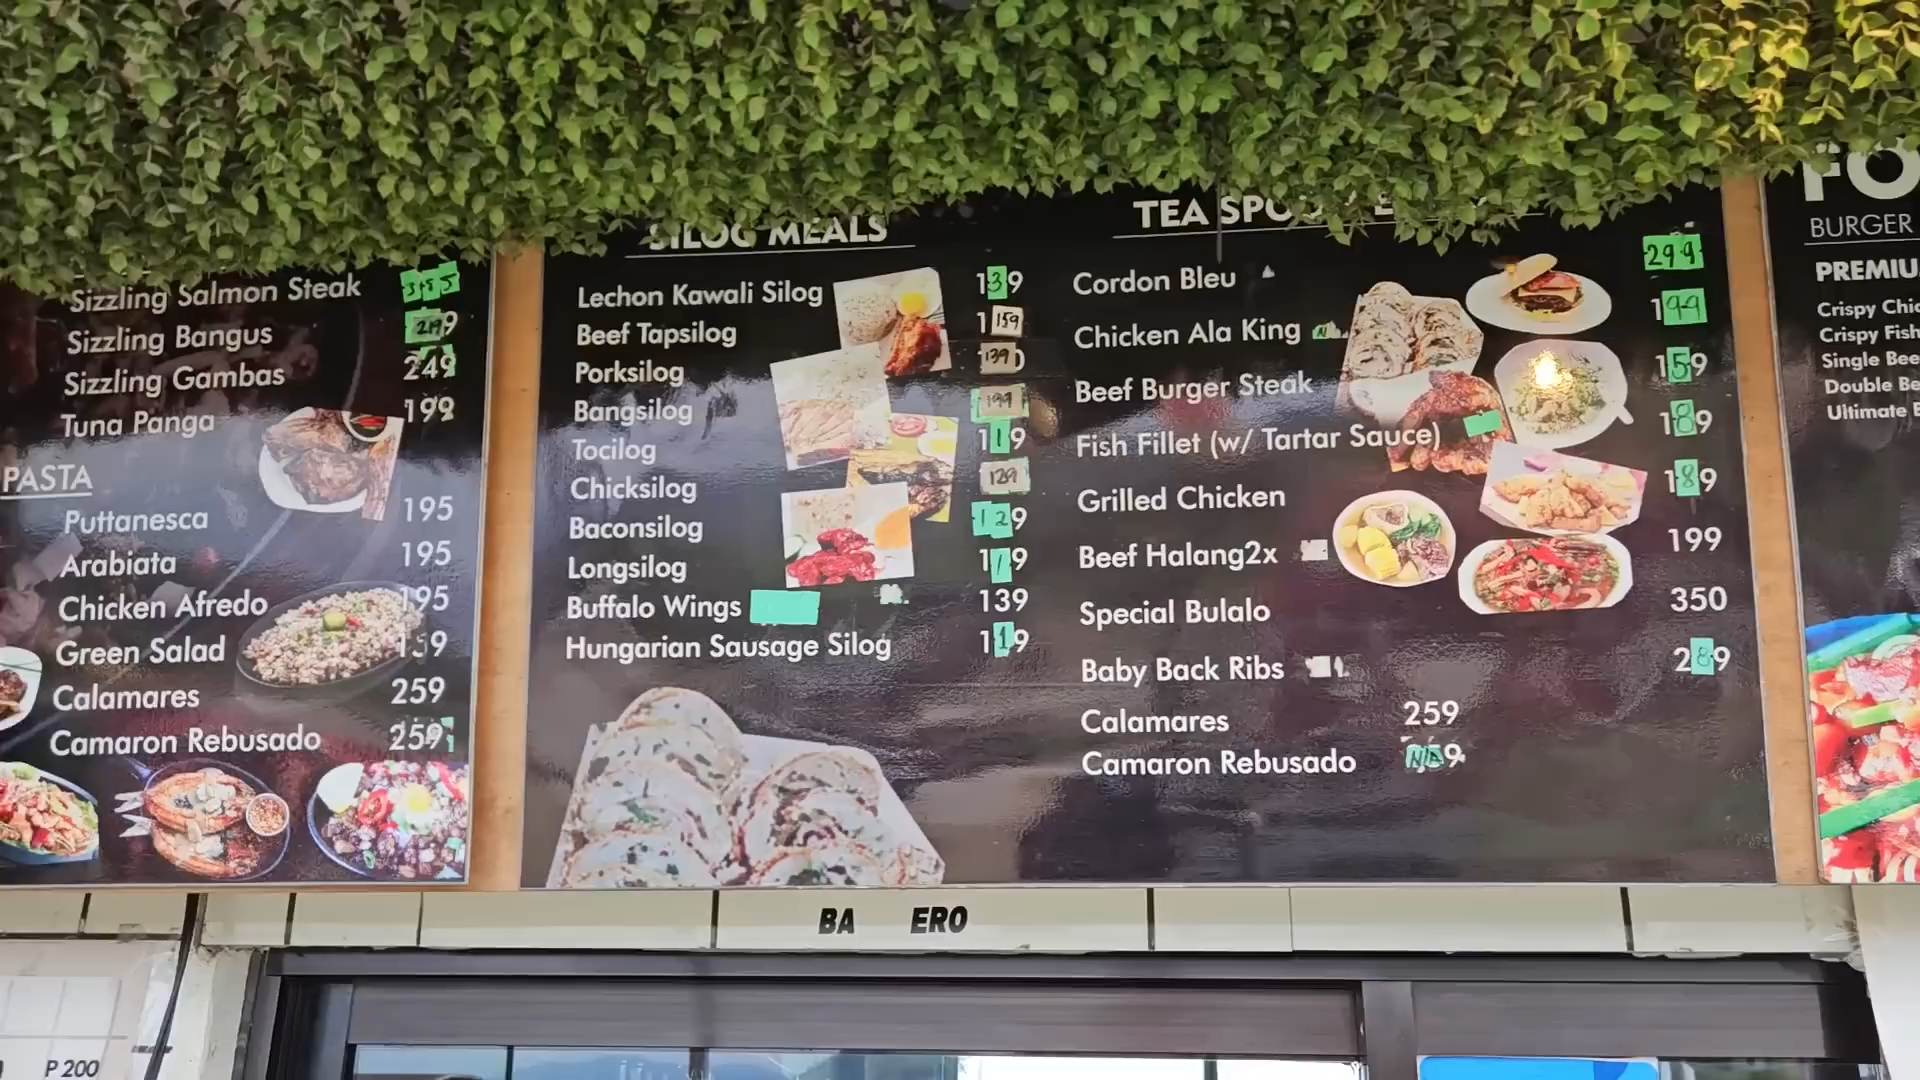 Sizzling Salmon Steak 355
Sizzling Bangus 219
Sizzling Gambas 249
Tuna Panga 199
PASTA
Puttanesca 195
Arabiata 195
Chicken Afredo 195
Green Salad 159
Calamares 259
Camaron Rebusado 259
SILOG MEALS
Lechon Kawali Silog 139
Beef Tapsilog 159
Porksilog 139
Bangsilog 199
Tocilog 119
Chicksilog 129
Baconsilog 129
Longsilog 119
Buffalo Wings 139
Hungarian Sausage Silog 119
TEA
Cordon Bleu 299
Chicken Ala King 199
Beef Burger Steak 159
Fish Fillet (w/ Tartar Sauce) 189
Grilled Chicken 189
Beef Halang2x 199
Special Bulalo 350
Baby Back Ribs 289
Calamares 259
Camaron Rebusado N/A
FO
BURGER
PREMIU
Crispy Chic
Crispy Fish
Single Bee
Double Be
Ultimate B
BA ERO
P 200